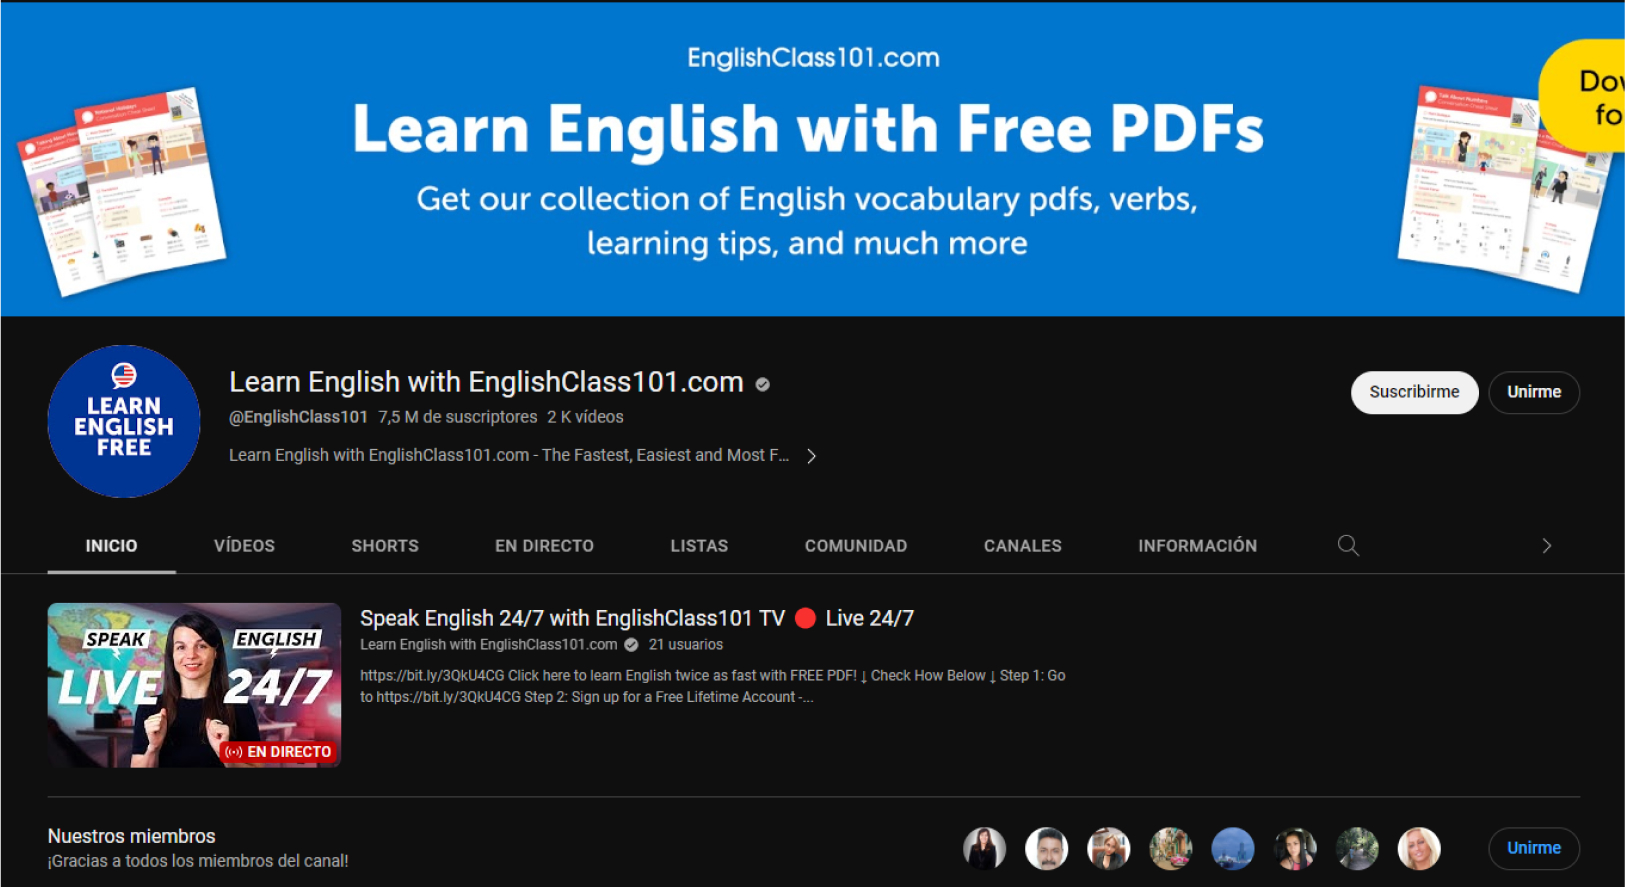 EnglishClass101.com
Learn English with Free PDFs
Get our collection of English vocabulary pdfs, verbs,
learning tips, and much more
LEARN
ENGLISH
FREE
Learn English with EnglishClass101.com
@EnglishClass101 7,5 M de suscriptores 2 K vídeos
Learn English with EnglishClass101.com - The Fastest, Easiest and Most F...
Suscribirme
Unirme
INICIO VÍDEOS SHORTS EN DIRECTO LISTAS COMUNIDAD CANALES INFORMACIÓN
SPEAK ENGLISH
LIVE 24/7
EN DIRECTO
Speak English 24/7 with EnglishClass101 TV 🔴 Live 24/7
Learn English with EnglishClass101.com 21 usuarios
https://bit.ly/3QkU4CG Click here to learn English twice as fast with FREE PDF! ↓ Check How Below ↓ Step 1: Go
to https://bit.ly/3QkU4CG Step 2: Sign up for a Free Lifetime Account -...
Nuestros miembros
¡Gracias a todos los miembros del canal!
Unirme